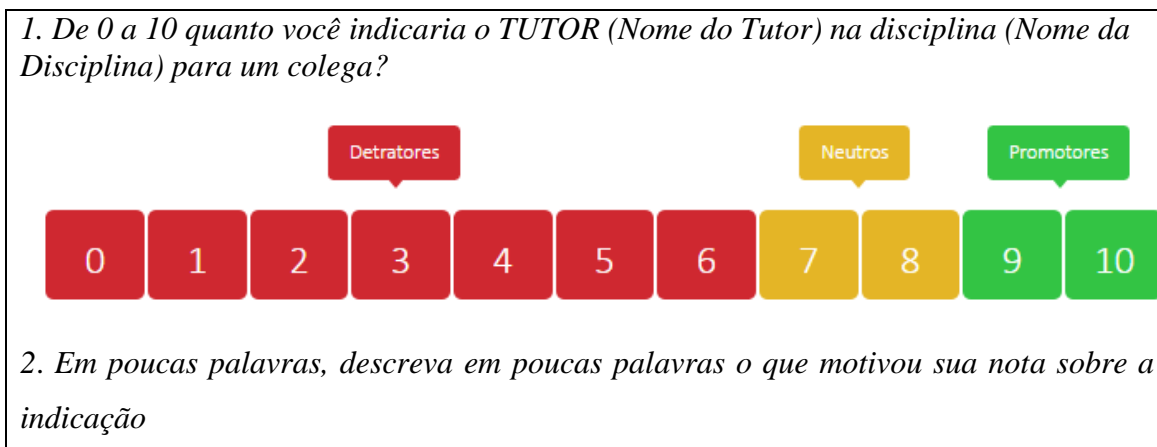 1. De 0 a 10 quanto você indicaria o TUTOR (Nome do Tutor) na disciplina (Nome da
Disciplina) para um colega?
Detratores Neutros Promotores
0 1 2 3 4 5 6 7 8 9 10
2. Em poucas palavras, descreva em poucas palavras o que motivou sua nota sobre a
indicação